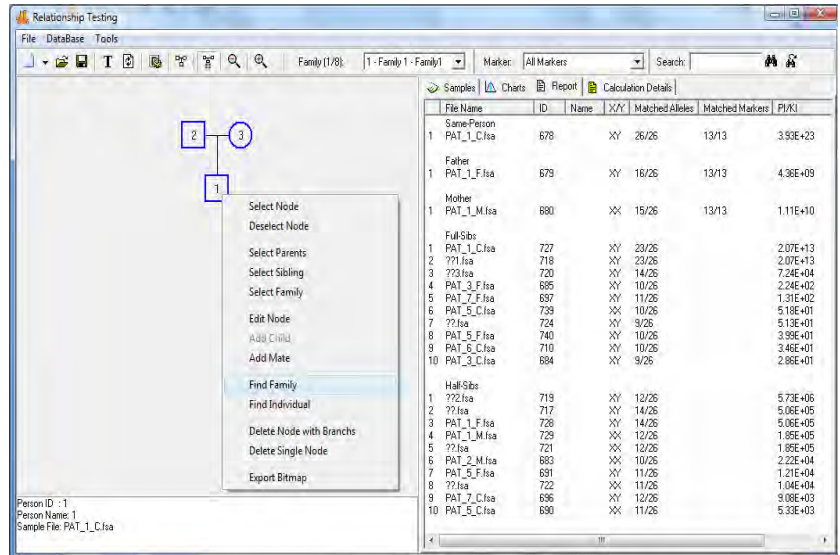 Relationship Testing
File DataBase Tools
T Family (1/8): 1 - Family 1 - Family1 Marker: All Markers Search:
Samples Charts Report Calculation Details
File Name ID Name X/Y Matched Alleles Matched Markers PI/KI
Same-Person
1 PAT_1_C.fsa 678 XY 26/26 13/13 3.93E+23
Father
1 PAT_1_F.fsa 679 XY 16/26 13/13 4.36E+09
Mother
1 PAT_1_M.fsa 680 XX 15/26 13/13 1.11E+10
Full-Sibs
1 PAT_1_C.fsa 727 XY 23/26 2.07E+13
2 ??1.fsa 718 XY 23/26 2.07E+13
3 ??3.fsa 720 XY 14/26 7.24E+04
4 PAT_3_F.fsa 685 XY 10/26 2.24E+02
5 PAT_7_F.fsa 697 XY 11/26 1.31E+02
6 PAT_5_C.fsa 739 XX 10/26 5.18E+01
7 ??.fsa 724 XY 9/26 5.13E+01
8 PAT_5_F.fsa 740 XY 10/26 3.99E+01
9 PAT_6_C.fsa 710 XY 10/26 3.46E+01
10 PAT_3_C.fsa 684 XY 9/26 2.86E+01
Half-Sibs
1 ??2.fsa 719 XY 12/26 5.73E+06
2 ??.fsa 717 XY 14/26 5.06E+05
3 PAT_1_F.fsa 728 XY 14/26 5.06E+05
4 PAT_1_M.fsa 729 XX 12/26 1.85E+05
5 ??.fsa 721 XX 12/26 1.85E+05
6 PAT_2_M.fsa 683 XX 10/26 2.22E+04
7 PAT_5_F.fsa 691 XY 11/26 1.21E+04
8 ??.fsa 722 XX 11/26 1.04E+04
9 PAT_7_C.fsa 696 XY 12/26 9.08E+03
10 PAT_5_C.fsa 690 XX 11/26 5.33E+03
2 3
1
Select Node
Deselect Node
Select Parents
Select Sibling
Select Family
Edit Node
Add Child
Add Mate
Find Family
Find Individual
Delete Node with Branchs
Delete Single Node
Export Bitmap
Person ID : 1
Person Name: 1
Sample File: PAT_1_C.fsa